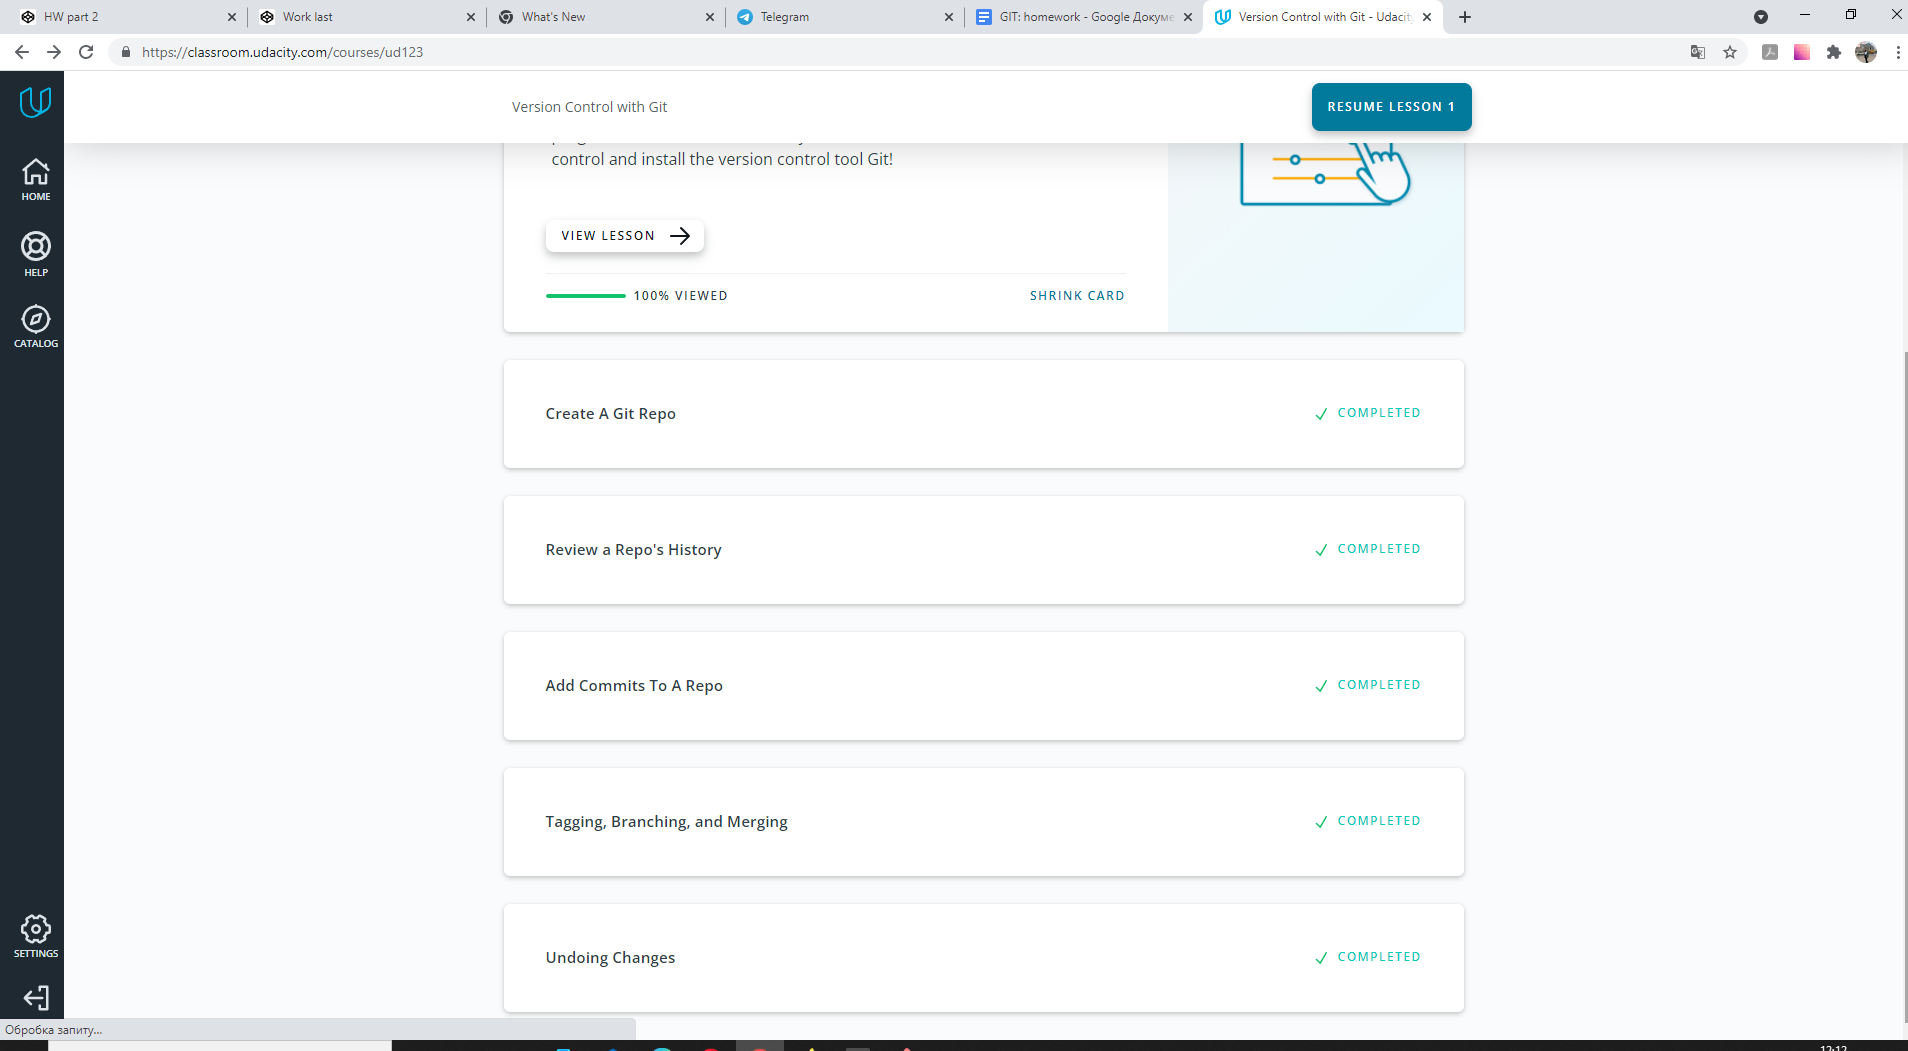 HW part 2
Work last
What's New
Telegram
GIT: homework - Google Докуме
Version Control with Git - Udaci
https://classroom.udacity.com/courses/ud123
Version Control with Git
RESUME LESSON 1
control and install the version control tool Git!
HOME
VIEW LESSON
HELP
100% VIEWED
SHRINK CARD
CATALOG
Create A Git Repo
COMPLETED
Review a Repo's History
COMPLETED
Add Commits To A Repo
COMPLETED
Tagging, Branching, and Merging
COMPLETED
SETTINGS
Undoing Changes
COMPLETED
Обробка запиту...
12:12